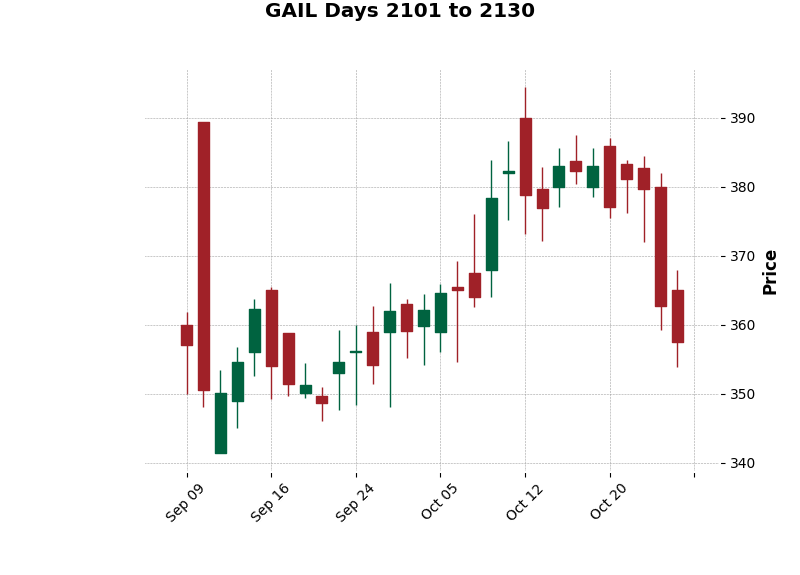 GAIL Days 2101 to 2130
390
380
370
360
350
340
Price
Sep 09
Sep 16
Sep 24
Oct 05
Oct 12
Oct 20